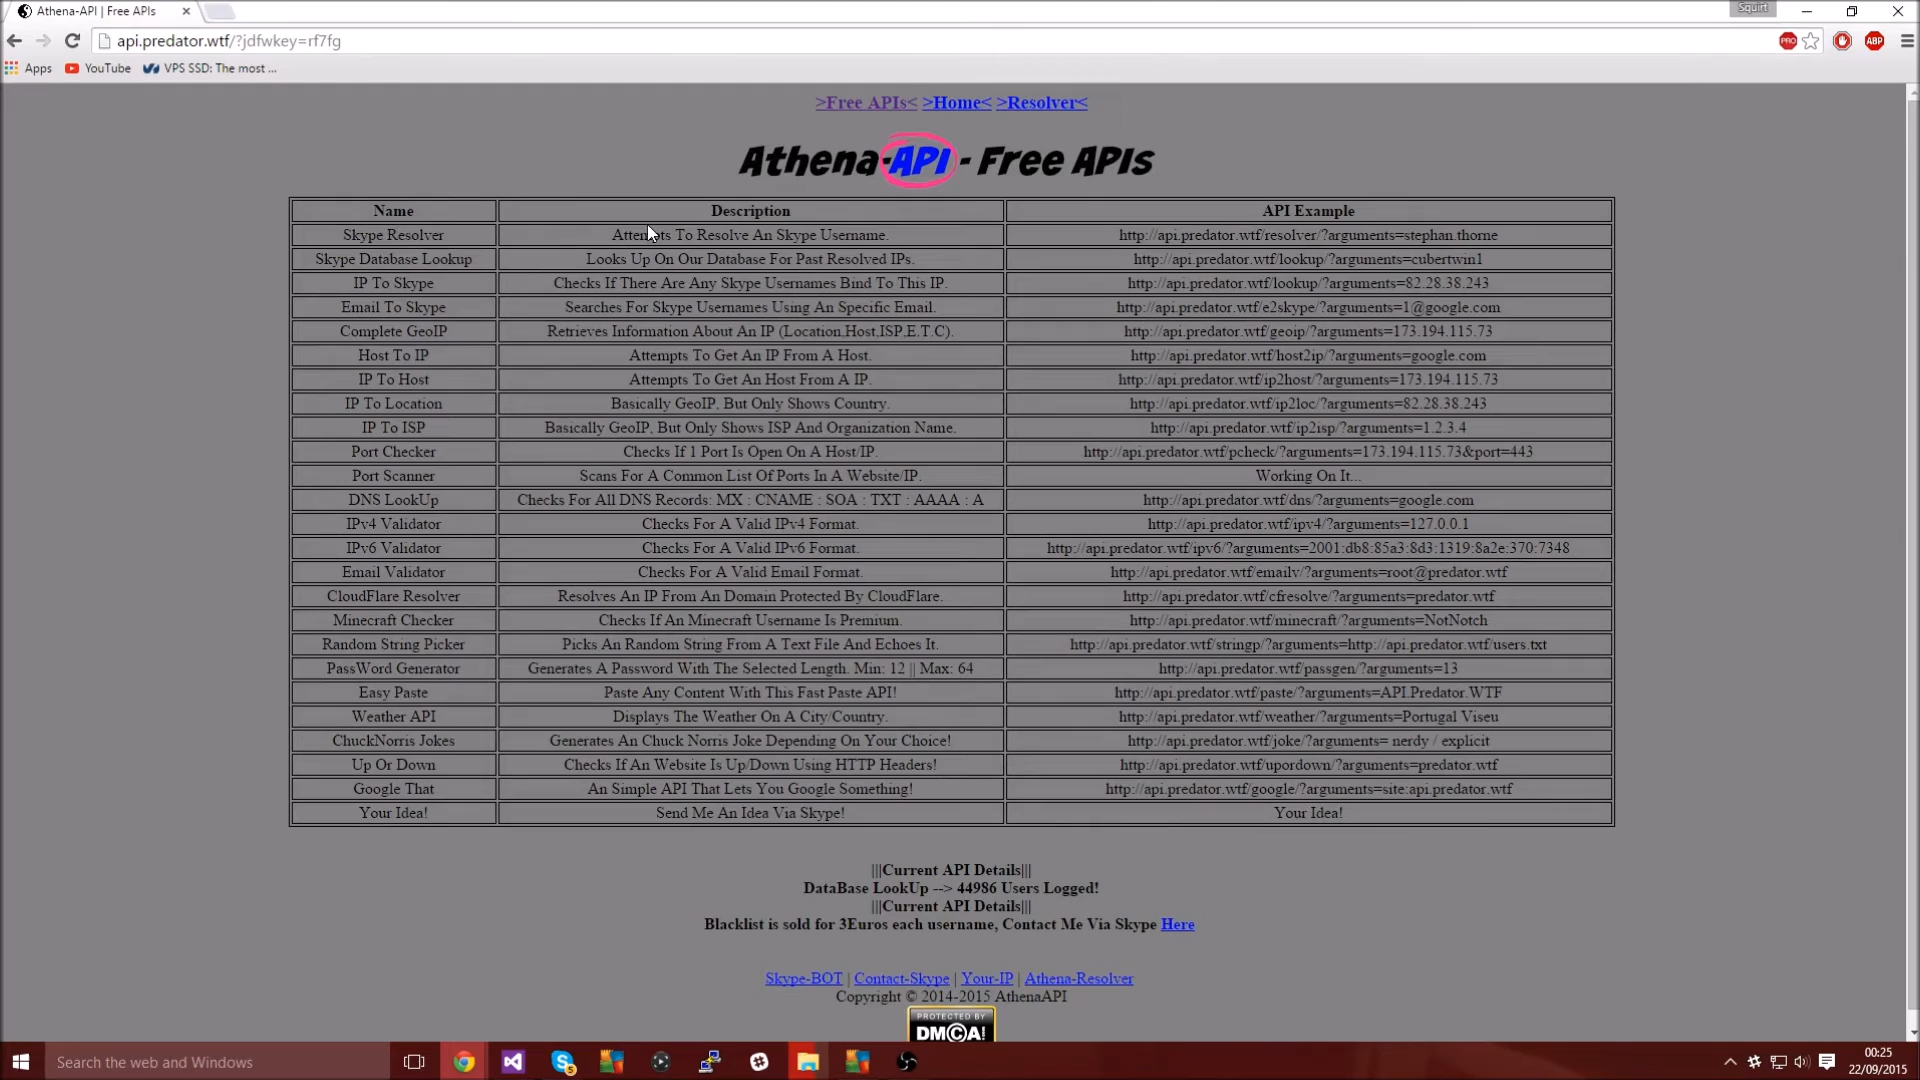 Athena-API | Free APIs
Squirt
api.predator.wtf/?jdfwkey=rf7fg
PRO
ABP
Apps YouTube VPS SSD: The most ...
>Free APIs< >Home< >Resolver<
Athena-API - Free APIs
Name Description API Example
Skype Resolver Attempts To Resolve An Skype Username. http://api.predator.wtf/resolver/?arguments=stephan.thorne
Skype Database Lookup Looks Up On Our Database For Past Resolved IPs. http://api.predator.wtf/lookup/?arguments=cubertwin1
IP To Skype Checks If There Are Any Skype Usernames Bind To This IP. http://api.predator.wtf/lookup/?arguments=82.28.38.243
Email To Skype Searches For Skype Usernames Using An Specific Email. http://api.predator.wtf/e2skype/?arguments=1@google.com
Complete GeoIP Retrieves Information About An IP (Location,Host,ISP,E.T.C). http://api.predator.wtf/geoip/?arguments=173.194.115.73
Host To IP Attempts To Get An IP From A Host. http://api.predator.wtf/host2ip/?arguments=google.com
IP To Host Attempts To Get An Host From A IP. http://api.predator.wtf/ip2host/?arguments=173.194.115.73
IP To Location Basically GeoIP, But Only Shows Country. http://api.predator.wtf/ip2loc/?arguments=82.28.38.243
IP To ISP Basically GeoIP, But Only Shows ISP And Organization Name. http://api.predator.wtf/ip2isp/?arguments=1.2.3.4
Port Checker Checks If 1 Port Is Open On A Host/IP. http://api.predator.wtf/pcheck/?arguments=173.194.115.73&port=443
Port Scanner Scans For A Common List Of Ports In A Website/IP. Working On It...
DNS LookUp Checks For All DNS Records: MX : CNAME : SOA : TXT : AAAA : A http://api.predator.wtf/dns/?arguments=google.com
IPv4 Validator Checks For A Valid IPv4 Format. http://api.predator.wtf/ipv4/?arguments=127.0.0.1
IPv6 Validator Checks For A Valid IPv6 Format. http://api.predator.wtf/ipv6/?arguments=2001:db8:85a3:8d3:1319:8a2e:370:7348
Email Validator Checks For A Valid Email Format. http://api.predator.wtf/emailv/?arguments=root@predator.wtf
CloudFlare Resolver Resolves An IP From An Domain Protected By CloudFlare. http://api.predator.wtf/cfresolve/?arguments=predator.wtf
Minecraft Checker Checks If An Minecraft Username Is Premium. http://api.predator.wtf/minecraft/?arguments=NotNotch
Random String Picker Picks An Random String From A Text File And Echoes It. http://api.predator.wtf/stringp/?arguments=http://api.predator.wtf/users.txt
PassWord Generator Generates A Password With The Selected Length. Min: 12 || Max: 64 http://api.predator.wtf/passgen/?arguments=13
Easy Paste Paste Any Content With This Fast Paste API! http://api.predator.wtf/paste/?arguments=API.Predator.WTF
Weather API Displays The Weather On A City/Country. http://api.predator.wtf/weather/?arguments=Portugal Viseu
ChuckNorris Jokes Generates An Chuck Norris Joke Depending On Your Choice! http://api.predator.wtf/joke/?arguments= nerdy / explicit
Up Or Down Checks If An Website Is Up/Down Using HTTP Headers! http://api.predator.wtf/upordown/?arguments=predator.wtf
Google That An Simple API That Lets You Google Something! http://api.predator.wtf/google/?arguments=site:api.predator.wtf
Your Idea! Send Me An Idea Via Skype! Your Idea!
|||Current API Details|||
DataBase LookUp --> 44986 Users Logged!
|||Current API Details|||
Blacklist is sold for 3Euros each username, Contact Me Via Skype Here
Skype-BOT | Contact-Skype | Your-IP | Athena-Resolver
Copyright © 2014-2015 AthenaAPI
PROTECTED BY
DMCA!
Search the web and Windows
5
00:25
22/09/2015